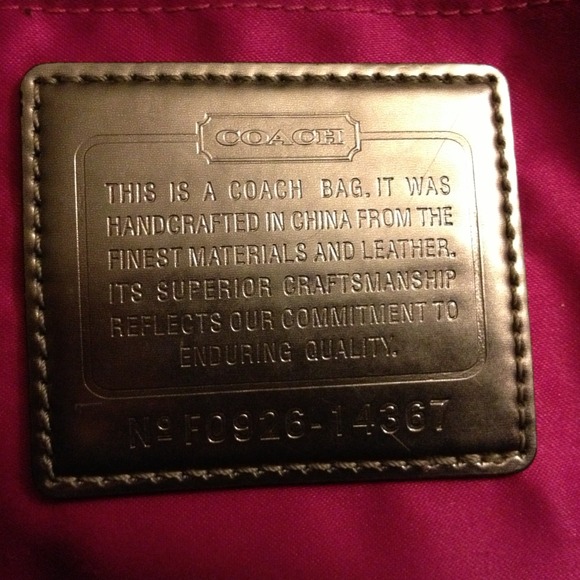 COACH
THIS IS A COACH BAG. IT WAS
HANDCRAFTED IN CHINA FROM THE
FINEST MATERIALS AND LEATHER.
ITS SUPERIOR CRAFTSMANSHIP
REFLECTS OUR COMMITMENT TO
ENDURING QUALITY.
Nº F0926-14367